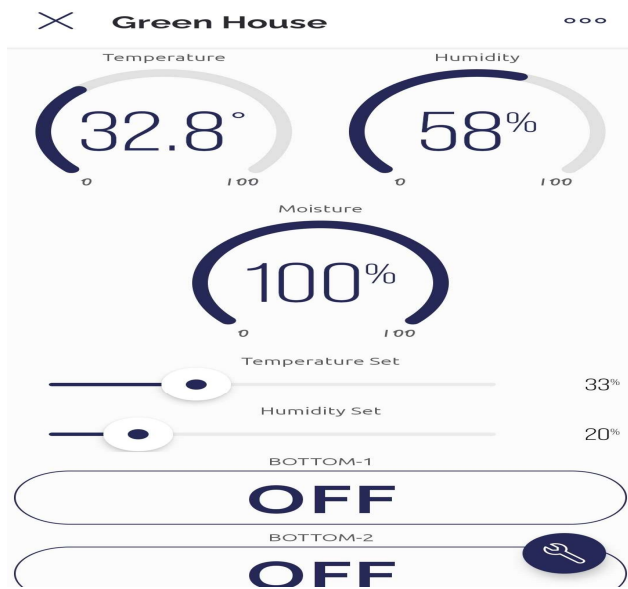 Green House
Temperature
Humidity
32.8°
58%
0 100
0 100
Moisture
100%
0 100
Temperature Set
33%
Humidity Set
20%
BOTTOM-1
OFF
BOTTOM-2
OFF